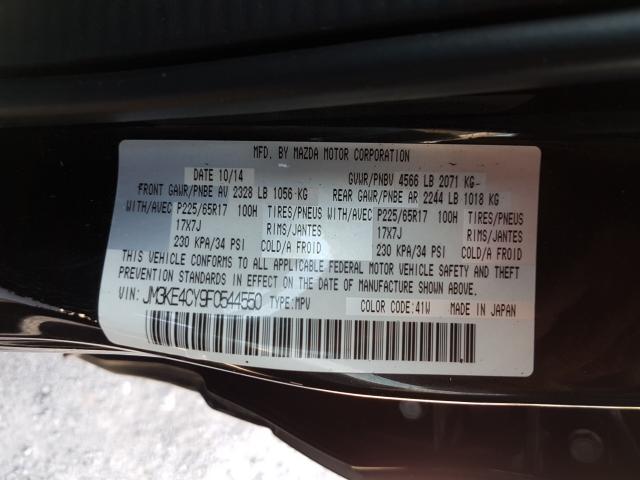 MFD. BY MAZDA MOTOR CORPORATION
DATE 10/14 GVWR/PNBV 4566 LB 2071 KG
FRONT GAWR/PNBE AV 2328 LB 1056 KG REAR GAWR/PNBE AR 2244 LB 1018 KG
WITH/AVEC P225/65R17 100H TIRES/PNEUS WITH/AVEC P225/65R17 100H TIRES/PNEUS
17X7J RIMS/JANTES 17X7J RIMS/JANTES
230 KPA/34 PSI COLD/A FROID 230 KPA/34 PSI COLD/A FROID
THIS VEHICLE CONFORMS TO ALL APPLICABLE FEDERAL MOTOR VEHICLE SAFETY AND THEFT
PREVENTION STANDARDS IN EFFECT ON THE DATE OF MANUFACTURE SHOWN ABOVE.
VIN: JM3KE4CY9F0544550 TYPE:MPV COLOR CODE:41W MADE IN JAPAN